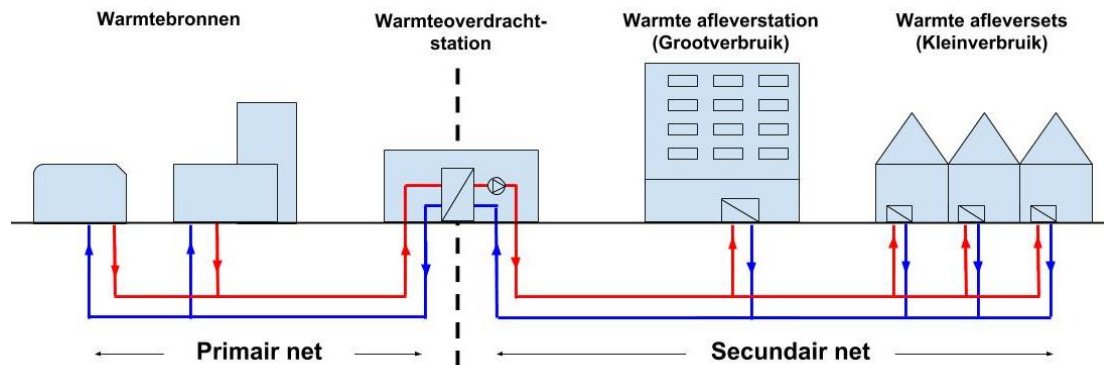 Warmtebronnen
Warmteoverdracht-
station
Warmte afleverstation
(Grootverbruik)
Warmte afleversets
(Kleinverbruik)
Primair net
Secundair net